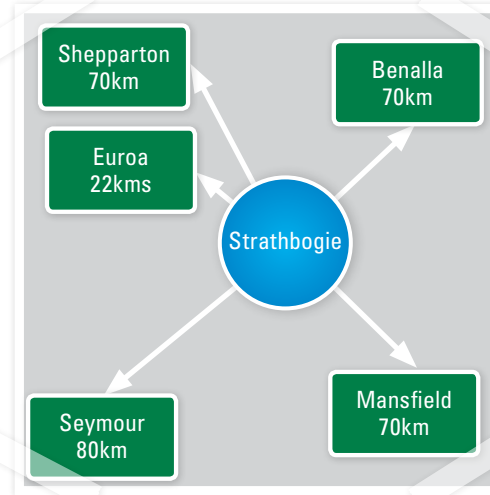 Shepparton
70km
Benalla
70km
Euroa
22kms
Strathbogie
Mansfield
70km
Seymour
80km